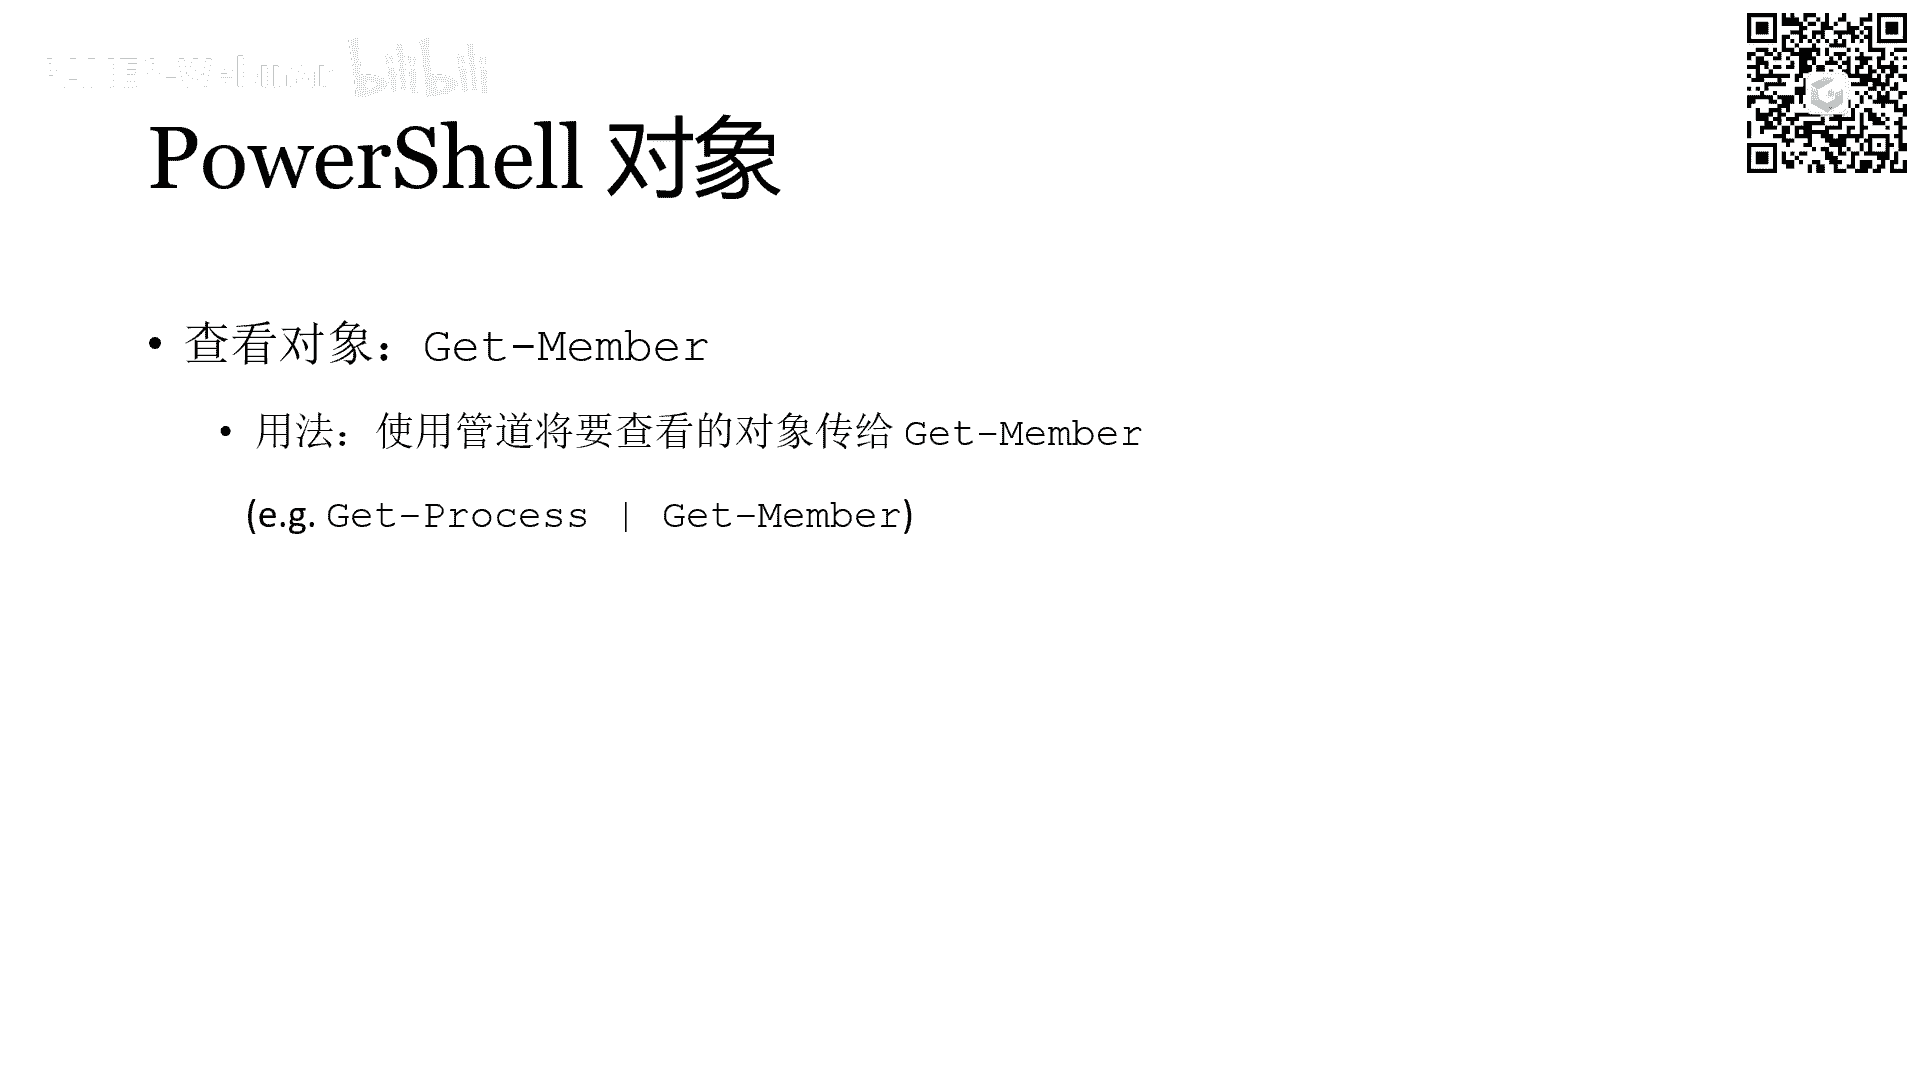 bilibili
PowerShell 对象
• 查看对象：Get-Member
• 用法：使用管道将要查看的对象传给 Get-Member
(e.g. Get-Process | Get-Member)